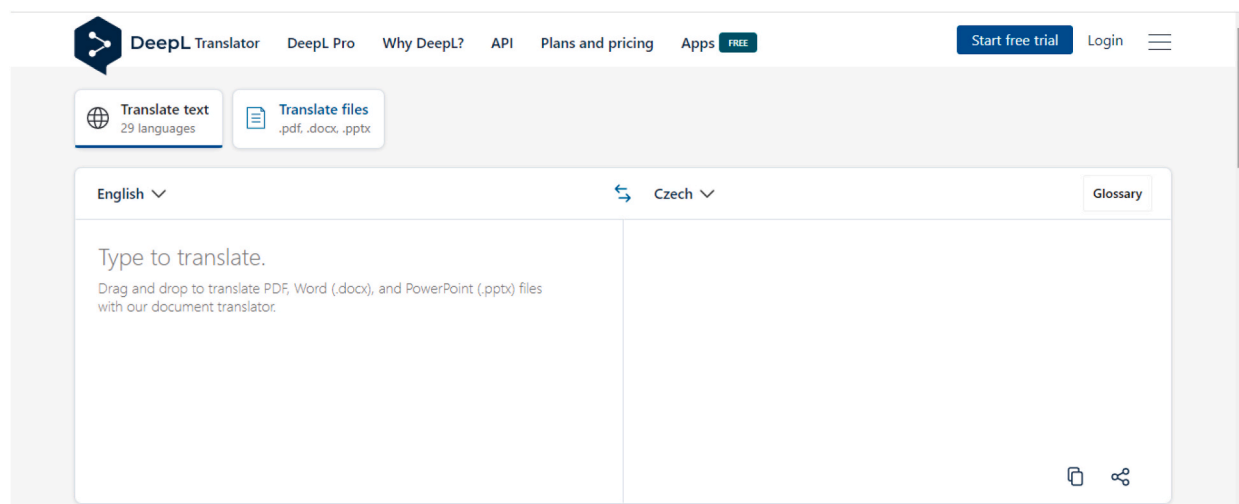 DeepL Translator DeepL Pro Why DeepL? API Plans and pricing Apps FREE Start free trial Login
Translate text
29 languages
Translate files
.pdf, .docx, .pptx
English Czech Glossary
Type to translate.
Drag and drop to translate PDF, Word (.docx), and PowerPoint (.pptx) files
with our document translator.